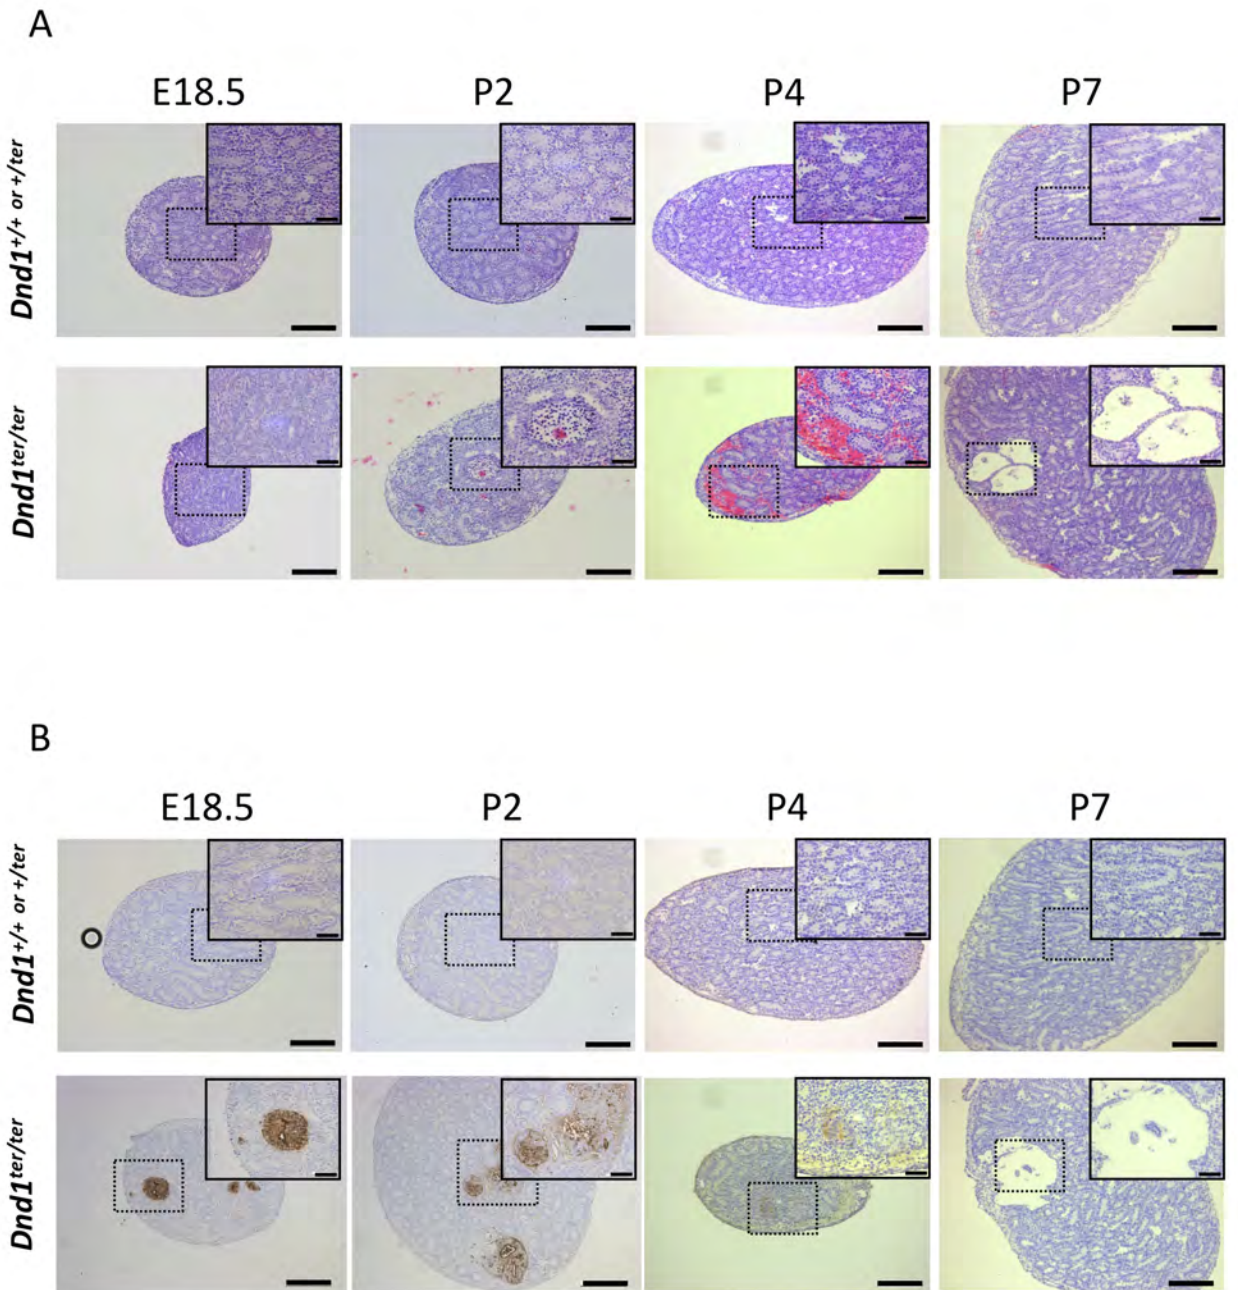 A
E18.5 P2 P4 P7
Dnd1+/+ or +/ter
Dnd1ter/ter
B
E18.5 P2 P4 P7
Dnd1+/+ or +/ter
Dnd1ter/ter